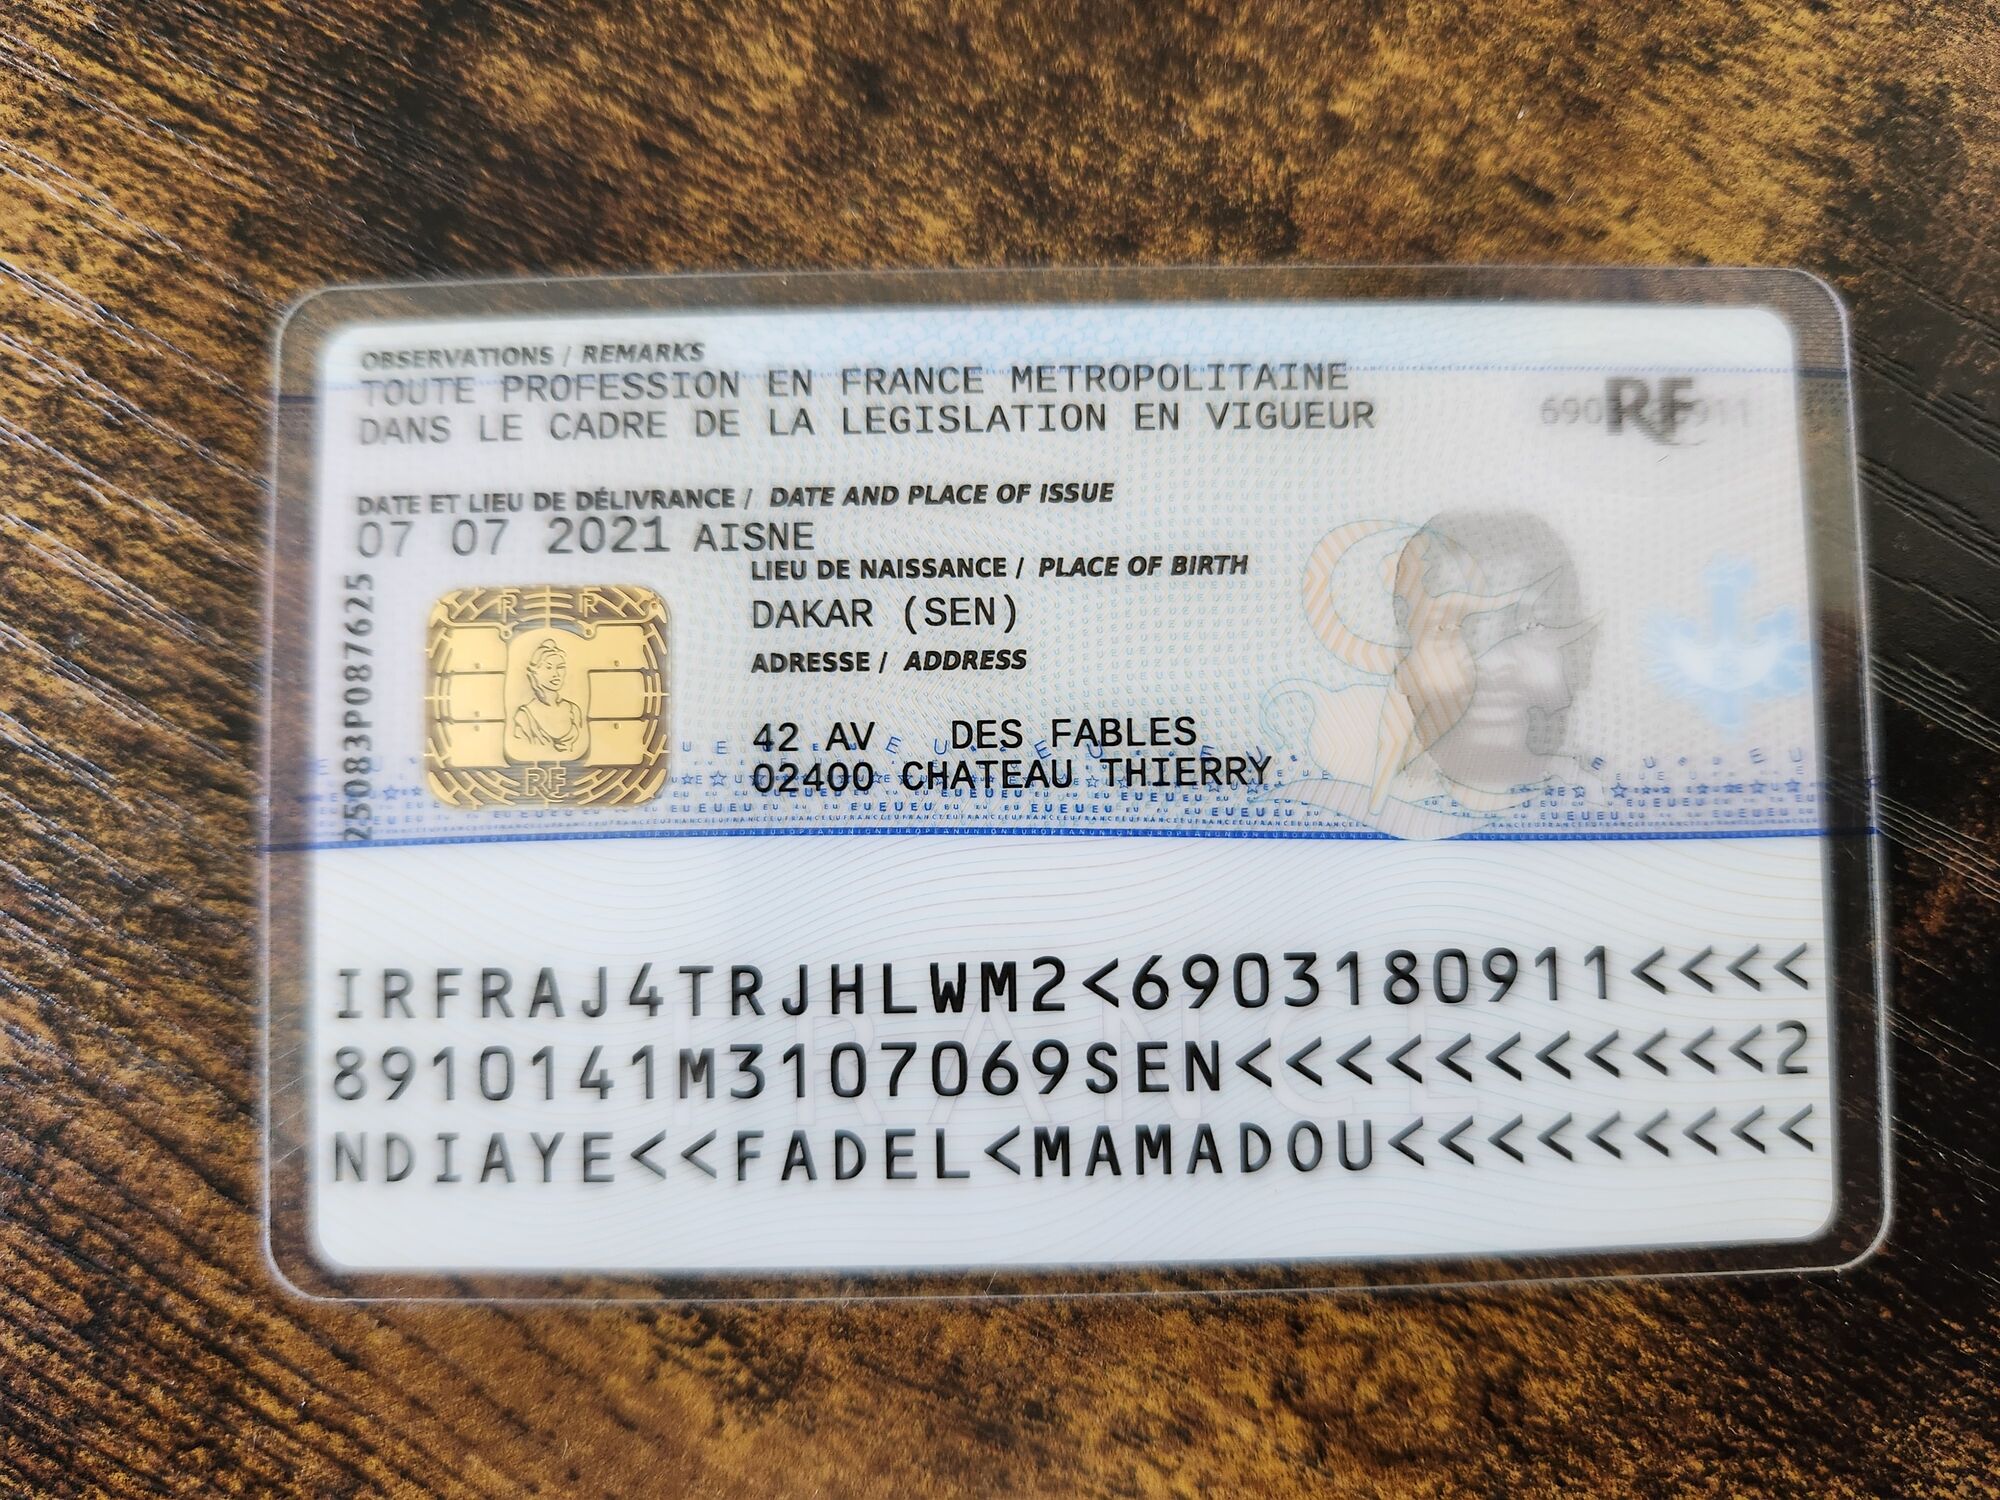 OBSERVATIONS / REMARKS
TOUTE PROFESSION EN FRANCE METROPOLITAINE
DANS LE CADRE DE LA LEGISLATION EN VIGUEUR
RF
DATE ET LIEU DE DÉLIVRANCE / DATE AND PLACE OF ISSUE
07 07 2021 AISNE
LIEU DE NAISSANCE / PLACE OF BIRTH
DAKAR (SEN)
ADRESSE / ADDRESS
42 AV DES FABLES
02400 CHATEAU THIERRY
25083P087625
RF
IRFRAJ4TRJHLWM2<6903180911<<<<
8910141M3107069SEN<<<<<<<<<<<2
NDIAYE<<FADEL<MAMADOU<<<<<<<<<